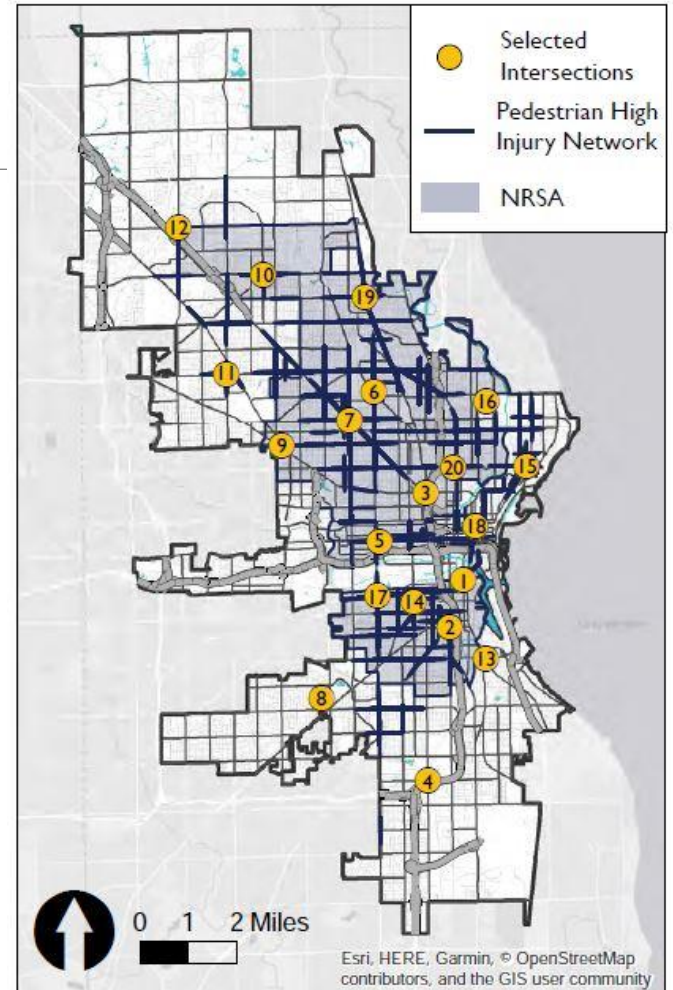 Selected
Intersections
Pedestrian High
Injury Network
NRSA
12
10
19
11
6
16
7
9
20
15
3
18
5
1
17
14
2
13
8
4
0 1 2 Miles
Esri, HERE, Garmin, © OpenStreetMap
contributors, and the GIS user community